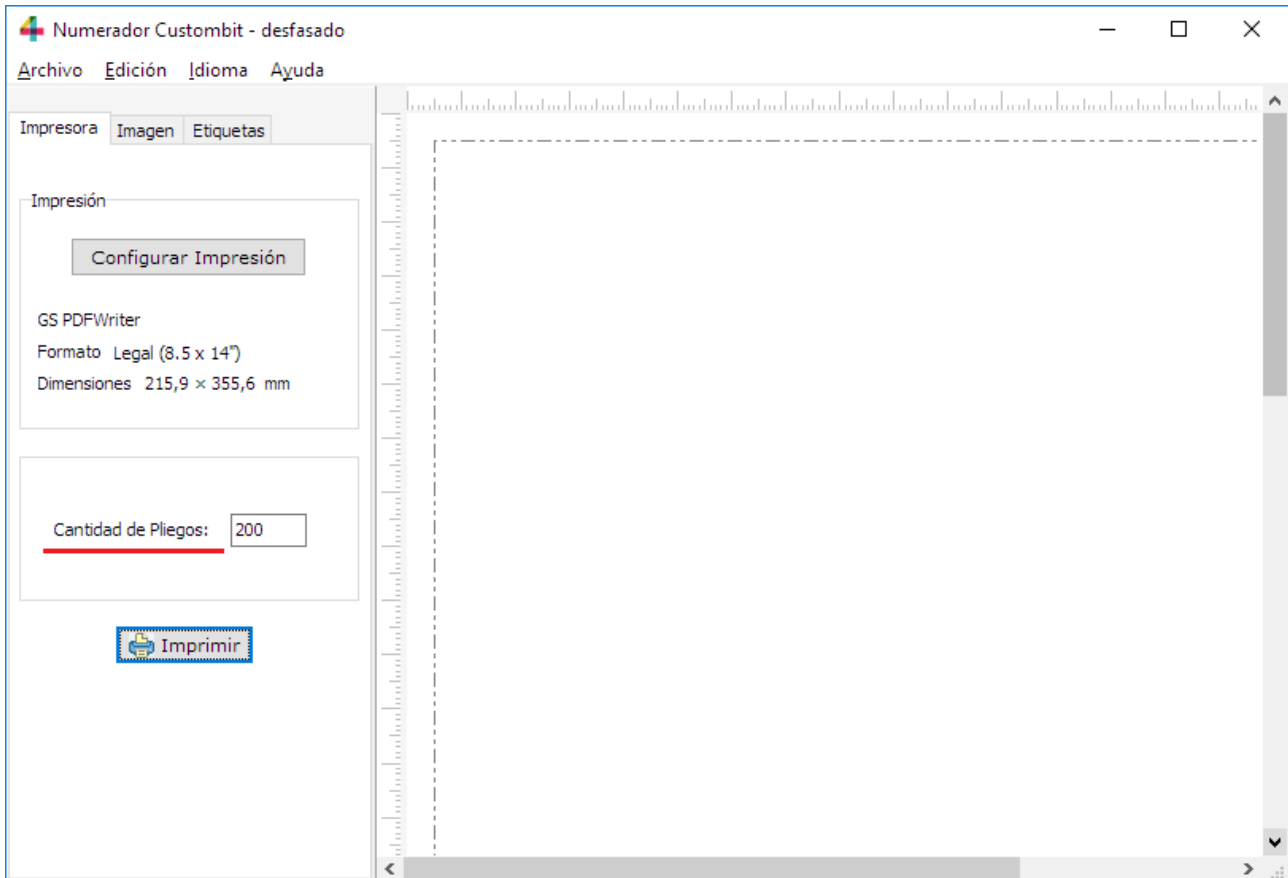 Numerador Custombit - desfasado
Archivo Edición Idioma Ayuda
Impresora Imagen Etiquetas
Impresión
Configurar Impresión
GS PDFWriter
Formato Legal (8.5 x 14")
Dimensiones 215,9 × 355,6 mm
Cantidad de Pliegos: 200
Imprimir